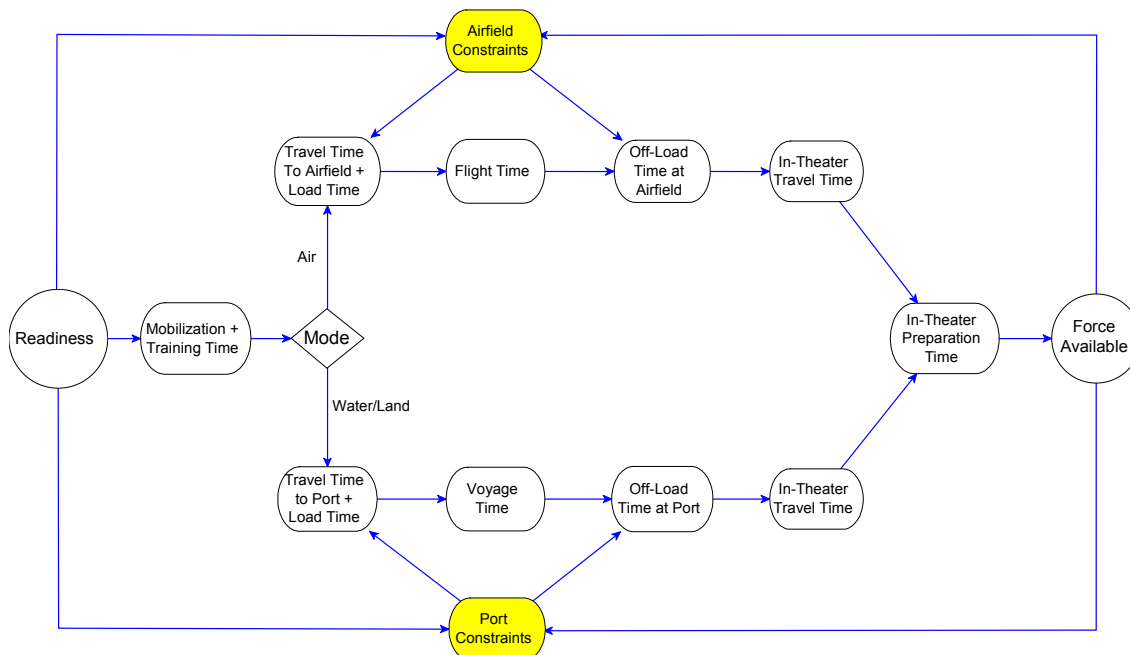 Airfield
Constraints
Travel Time
To Airfield +
Load Time
Flight Time
Off-Load
Time at
Airfield
In-Theater
Travel Time
Air
Readiness
Mobilization +
Training Time
Mode
In-Theater
Preparation
Time
Force
Available
Water/Land
Travel Time
to Port +
Load Time
Voyage
Time
Off-Load
Time at Port
In-Theater
Travel Time
Port
Constraints